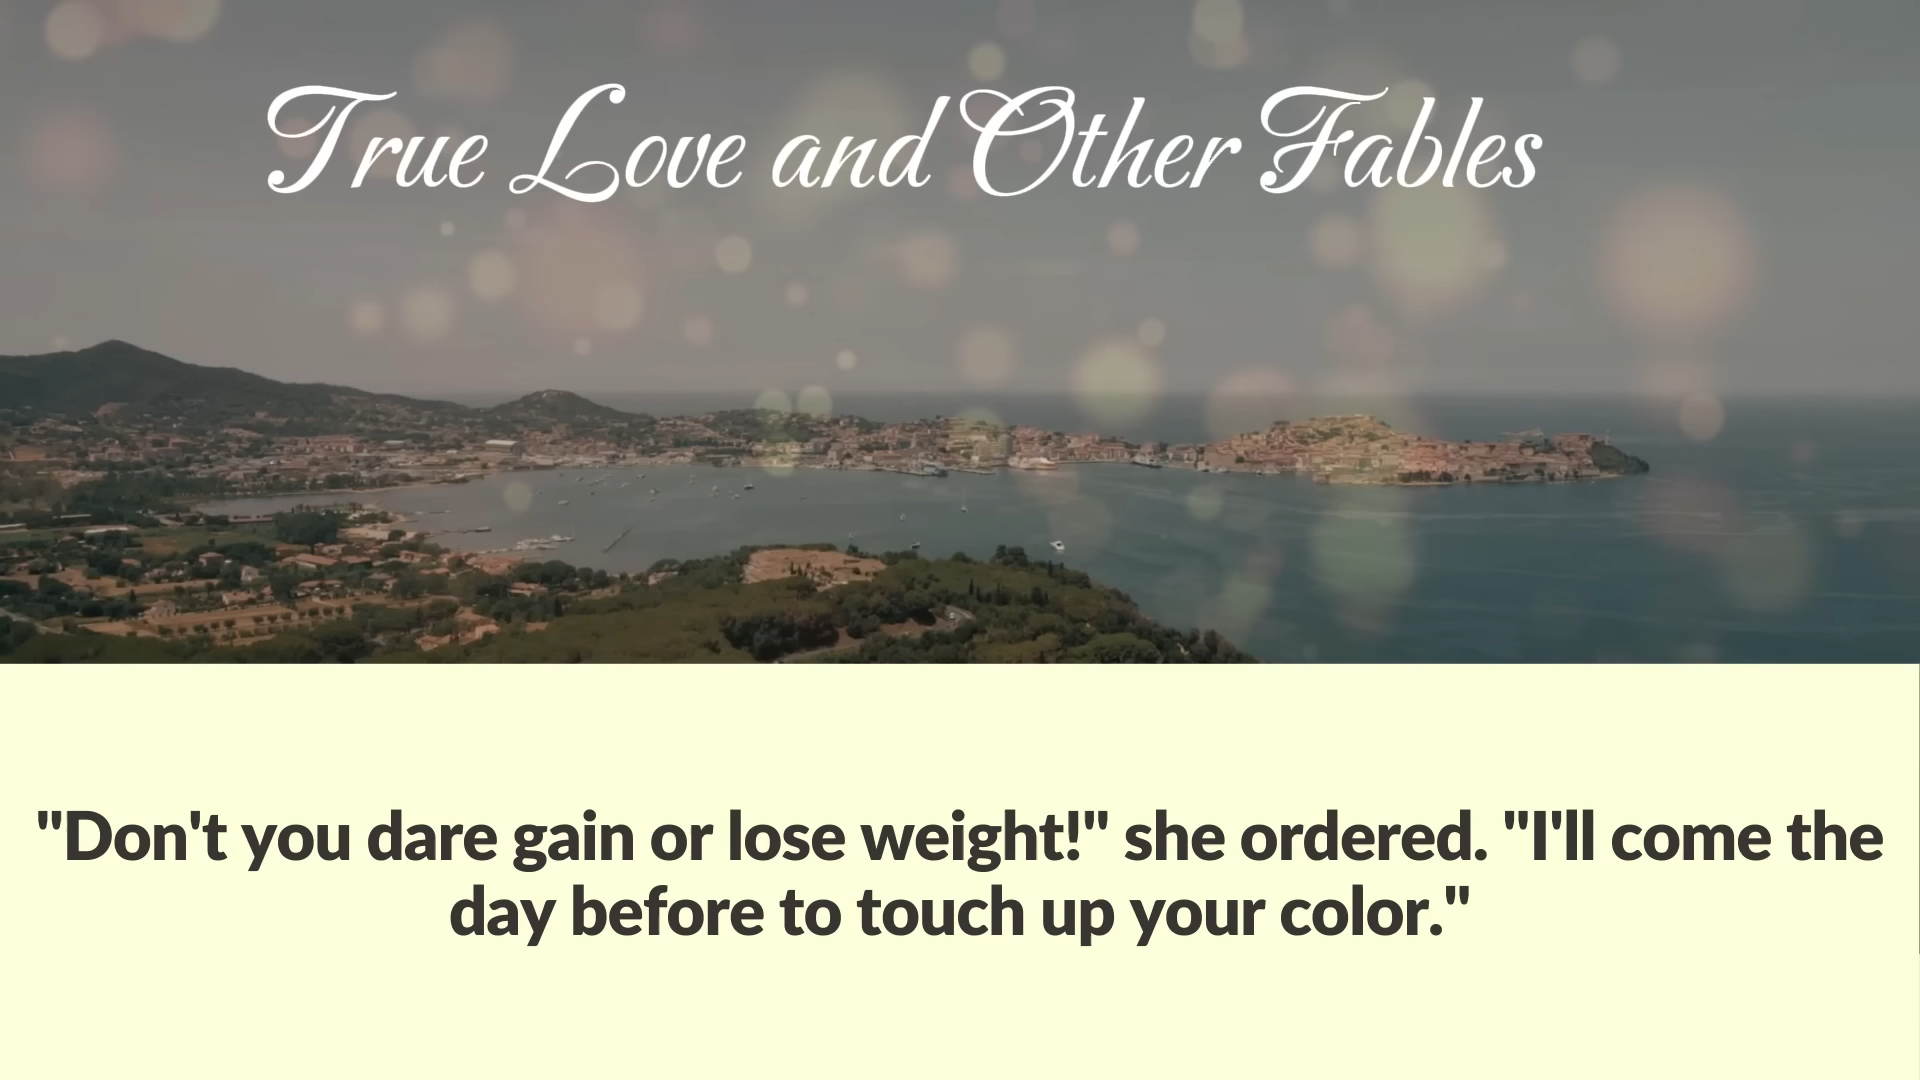 True Love and Other Fables
"Don't you dare gain or lose weight!" she ordered. "I'll come the
day before to touch up your color."